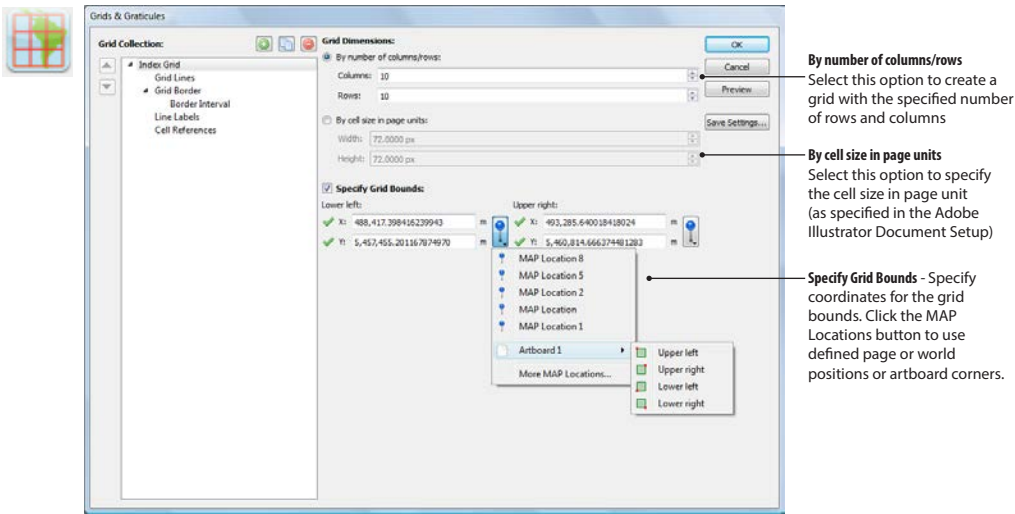 Grids & Graticules
Grid Collection:
Index Grid
Grid Lines
Grid Border
Border Interval
Line Labels
Cell References
Grid Dimensions:
By number of columns/rows:
Columns: 10
Rows: 10
By cell size in page units:
Width: 72.0000 px
Height: 72.0000 px
OK
Cancel
Preview
Save Settings...
Specify Grid Bounds:
Lower left:
X: 488,417.398416239943 m
Y: 5,457,455.201167874970 m
Upper right:
X: 493,285.640018418024 m
Y: 5,460,814.666374481283 m
MAP Location 8
MAP Location 5
MAP Location 2
MAP Location
MAP Location 1
Artboard 1
More MAP Locations...
Upper left
Upper right
Lower left
Lower right
By number of columns/rows
Select this option to create a
grid with the specified number
of rows and columns
By cell size in page units
Select this option to specify
the cell size in page unit
(as specified in the Adobe
Illustrator Document Setup)
Specify Grid Bounds - Specify
coordinates for the grid
bounds. Click the MAP
Locations button to use
defined page or world
positions or artboard corners.